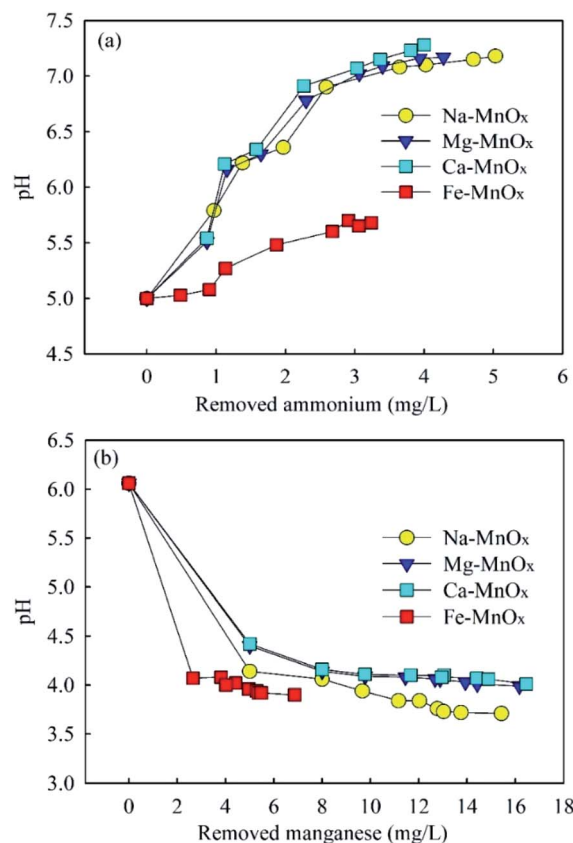 (a)
7.5
7.0
6.5
6.0
5.5
5.0
4.5
pH
Na-MnOx
Mg-MnOx
Ca-MnOx
Fe-MnOx
0 1 2 3 4 5 6
Removed ammonium (mg/L)
(b)
6.5
6.0
5.5
5.0
4.5
4.0
3.5
3.0
pH
Na-MnOx
Mg-MnOx
Ca-MnOx
Fe-MnOx
0 2 4 6 8 10 12 14 16 18
Removed manganese (mg/L)